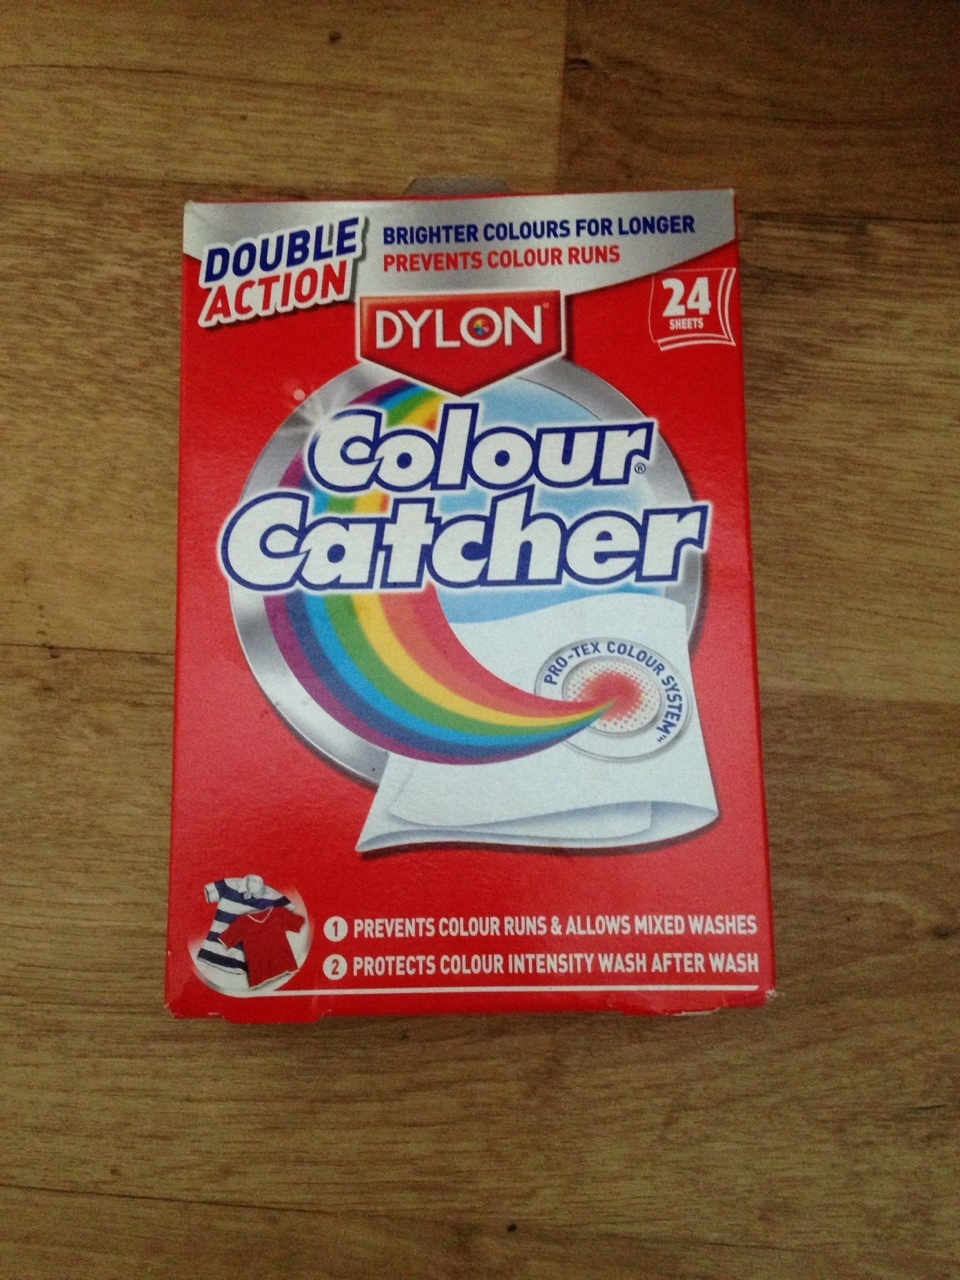 DOUBLE
ACTION
BRIGHTER COLOURS FOR LONGER
PREVENTS COLOUR RUNS
24
SHEETS
DYLON®
Colour®
Catcher
PRO-TEX COLOUR SYSTEM™
1 PREVENTS COLOUR RUNS & ALLOWS MIXED WASHES
2 PROTECTS COLOUR INTENSITY WASH AFTER WASH